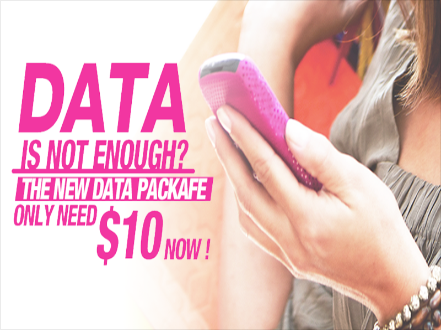 DATA
IS NOT ENOUGH?
THE NEW DATA PACKAFE
ONLY NEED
$10 NOW !